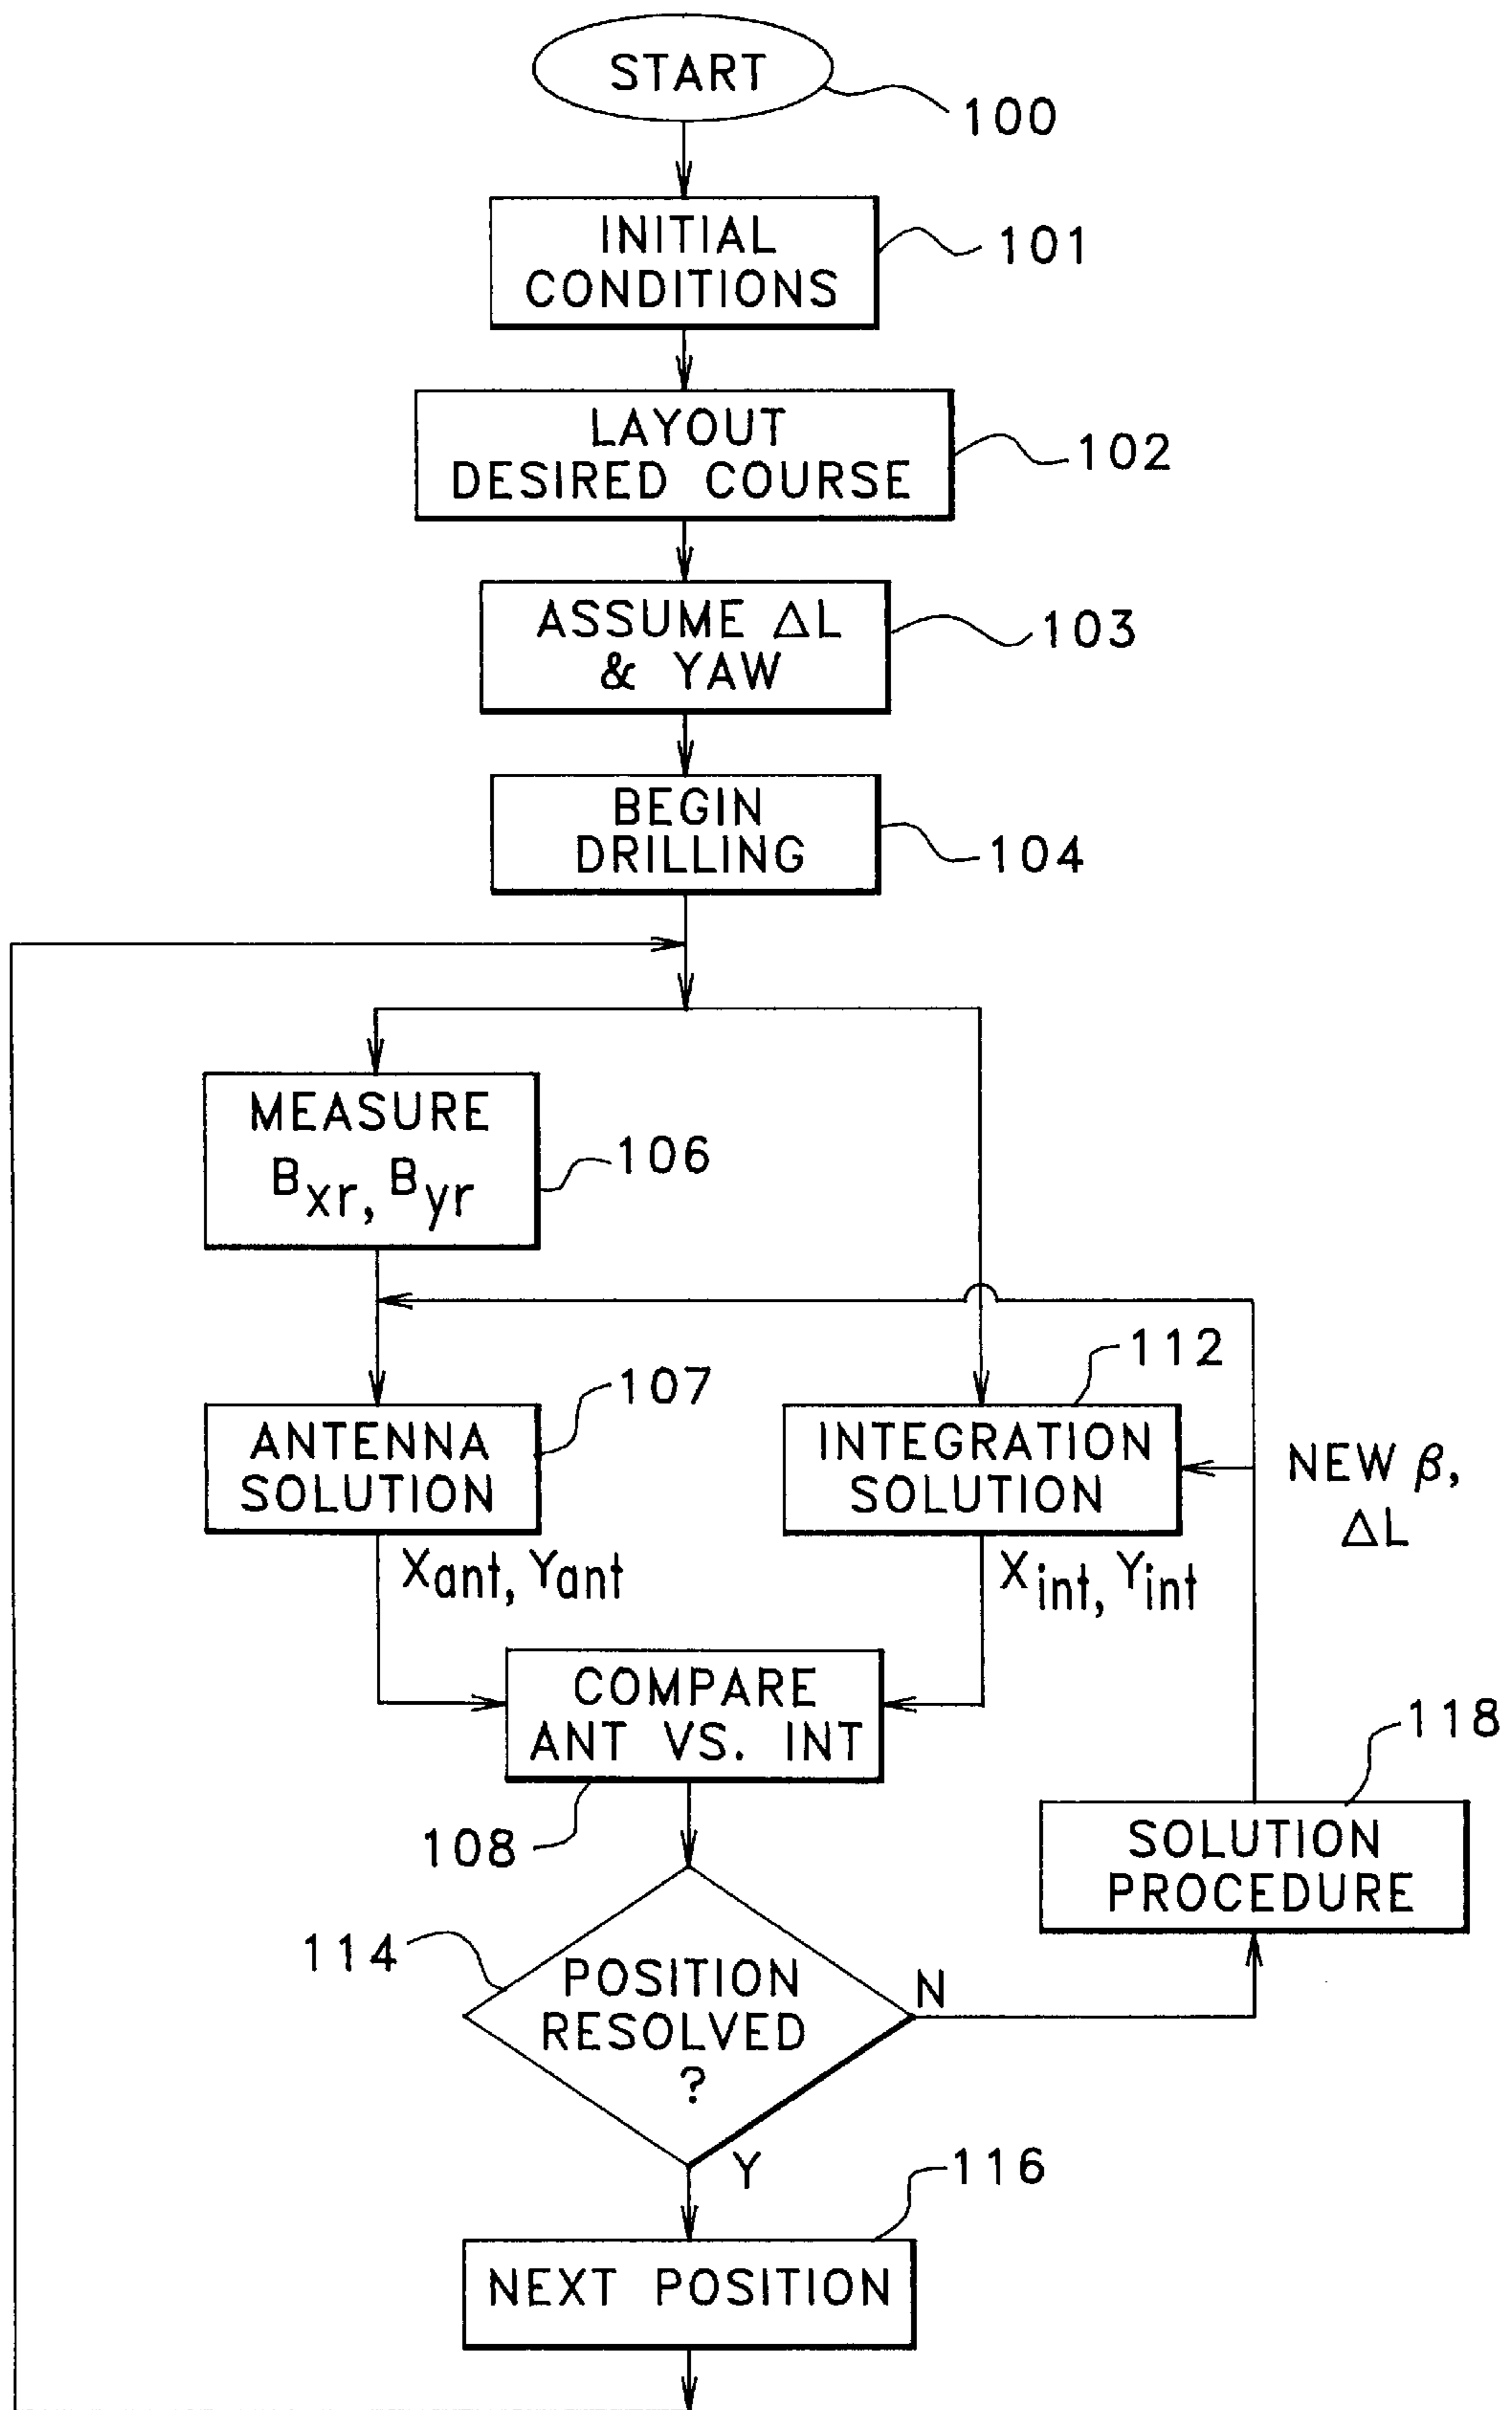 START
100
INITIAL
CONDITIONS
101
LAYOUT
DESIRED COURSE
102
ASSUME ΔL
& YAW
103
BEGIN
DRILLING
104
MEASURE
Bxr, Byr
106
ANTENNA
SOLUTION
107
INTEGRATION
SOLUTION
112
NEW β,
ΔL
Xant, Yant
Xint, Yint
COMPARE
ANT VS. INT
108
SOLUTION
PROCEDURE
118
POSITION
RESOLVED
?
114
N
Y
NEXT POSITION
116